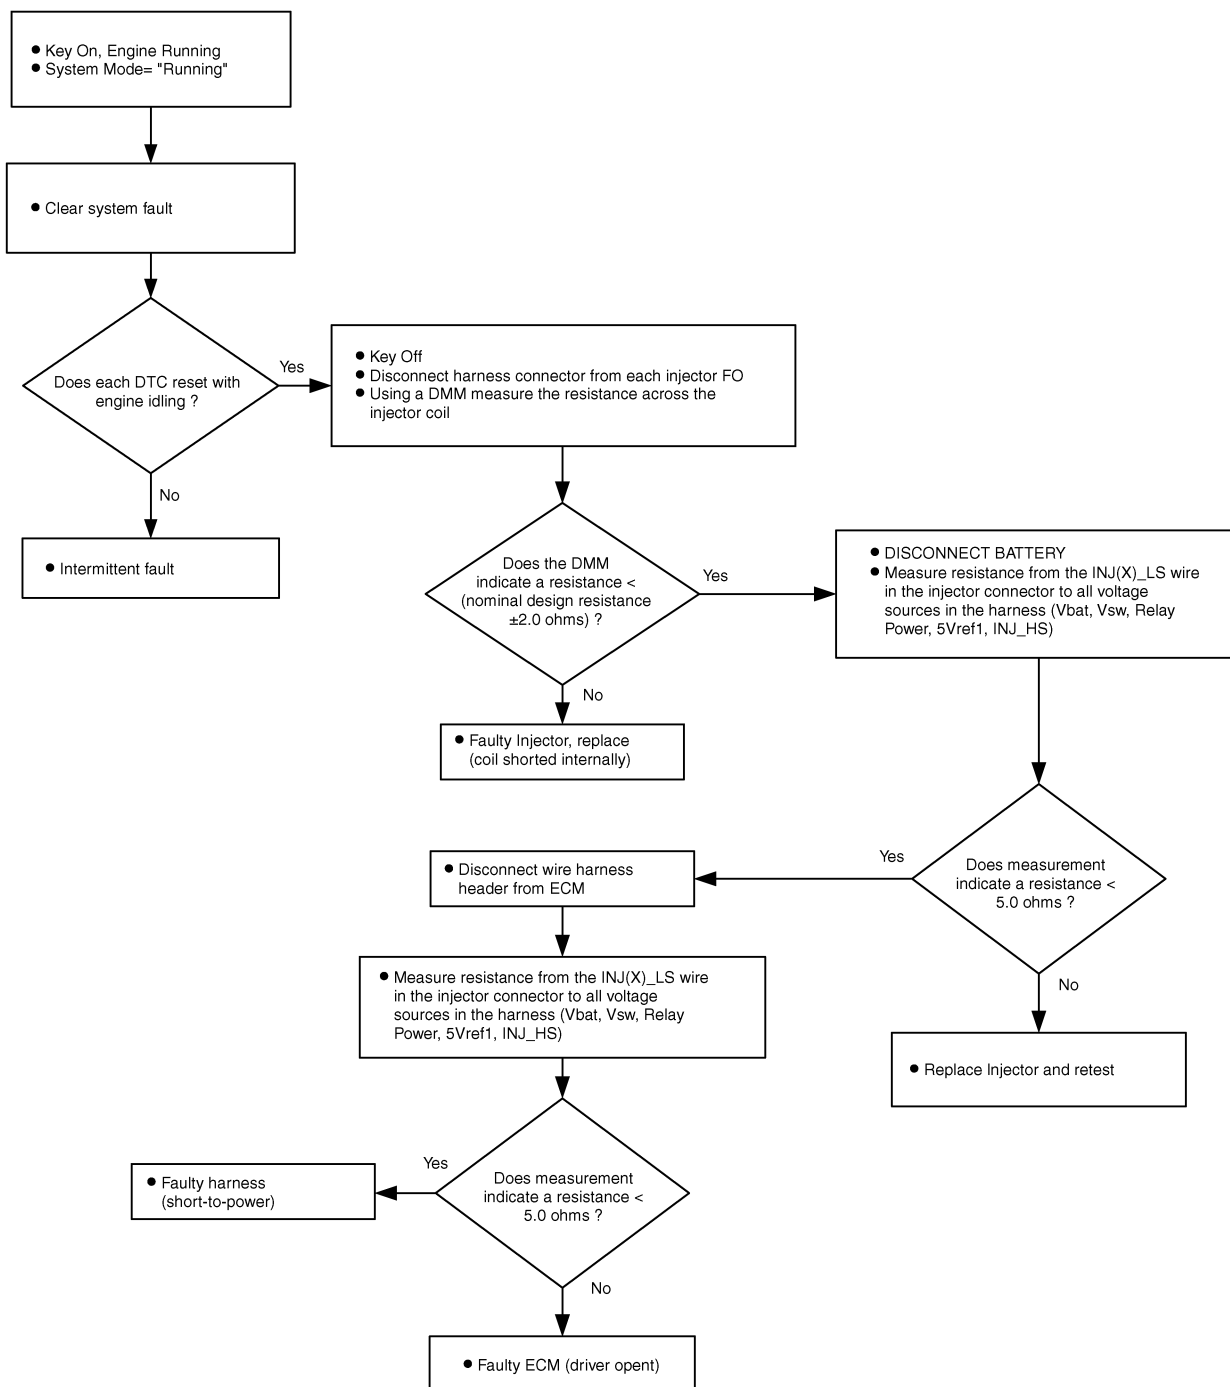 ● Key On, Engine Running
● System Mode= "Running"
● Clear system fault
Does each DTC reset with
engine idling ?
Yes
No
● Intermittent fault
● Key Off
● Disconnect harness connector from each injector FO
● Using a DMM measure the resistance across the
injector coil
Does the DMM
indicate a resistance <
(nominal design resistance
±2.0 ohms) ?
Yes
No
● Faulty Injector, replace
(coil shorted internally)
● DISCONNECT BATTERY
● Measure resistance from the INJ(X)_LS wire
in the injector connector to all voltage
sources in the harness (Vbat, Vsw, Relay
Power, 5Vref1, INJ_HS)
Does measurement
indicate a resistance <
5.0 ohms ?
Yes
No
● Replace Injector and retest
● Disconnect wire harness
header from ECM
● Measure resistance from the INJ(X)_LS wire
in the injector connector to all voltage
sources in the harness (Vbat, Vsw, Relay
Power, 5Vref1, INJ_HS)
Does measurement
indicate a resistance <
5.0 ohms ?
Yes
● Faulty harness
(short-to-power)
No
● Faulty ECM (driver opent)